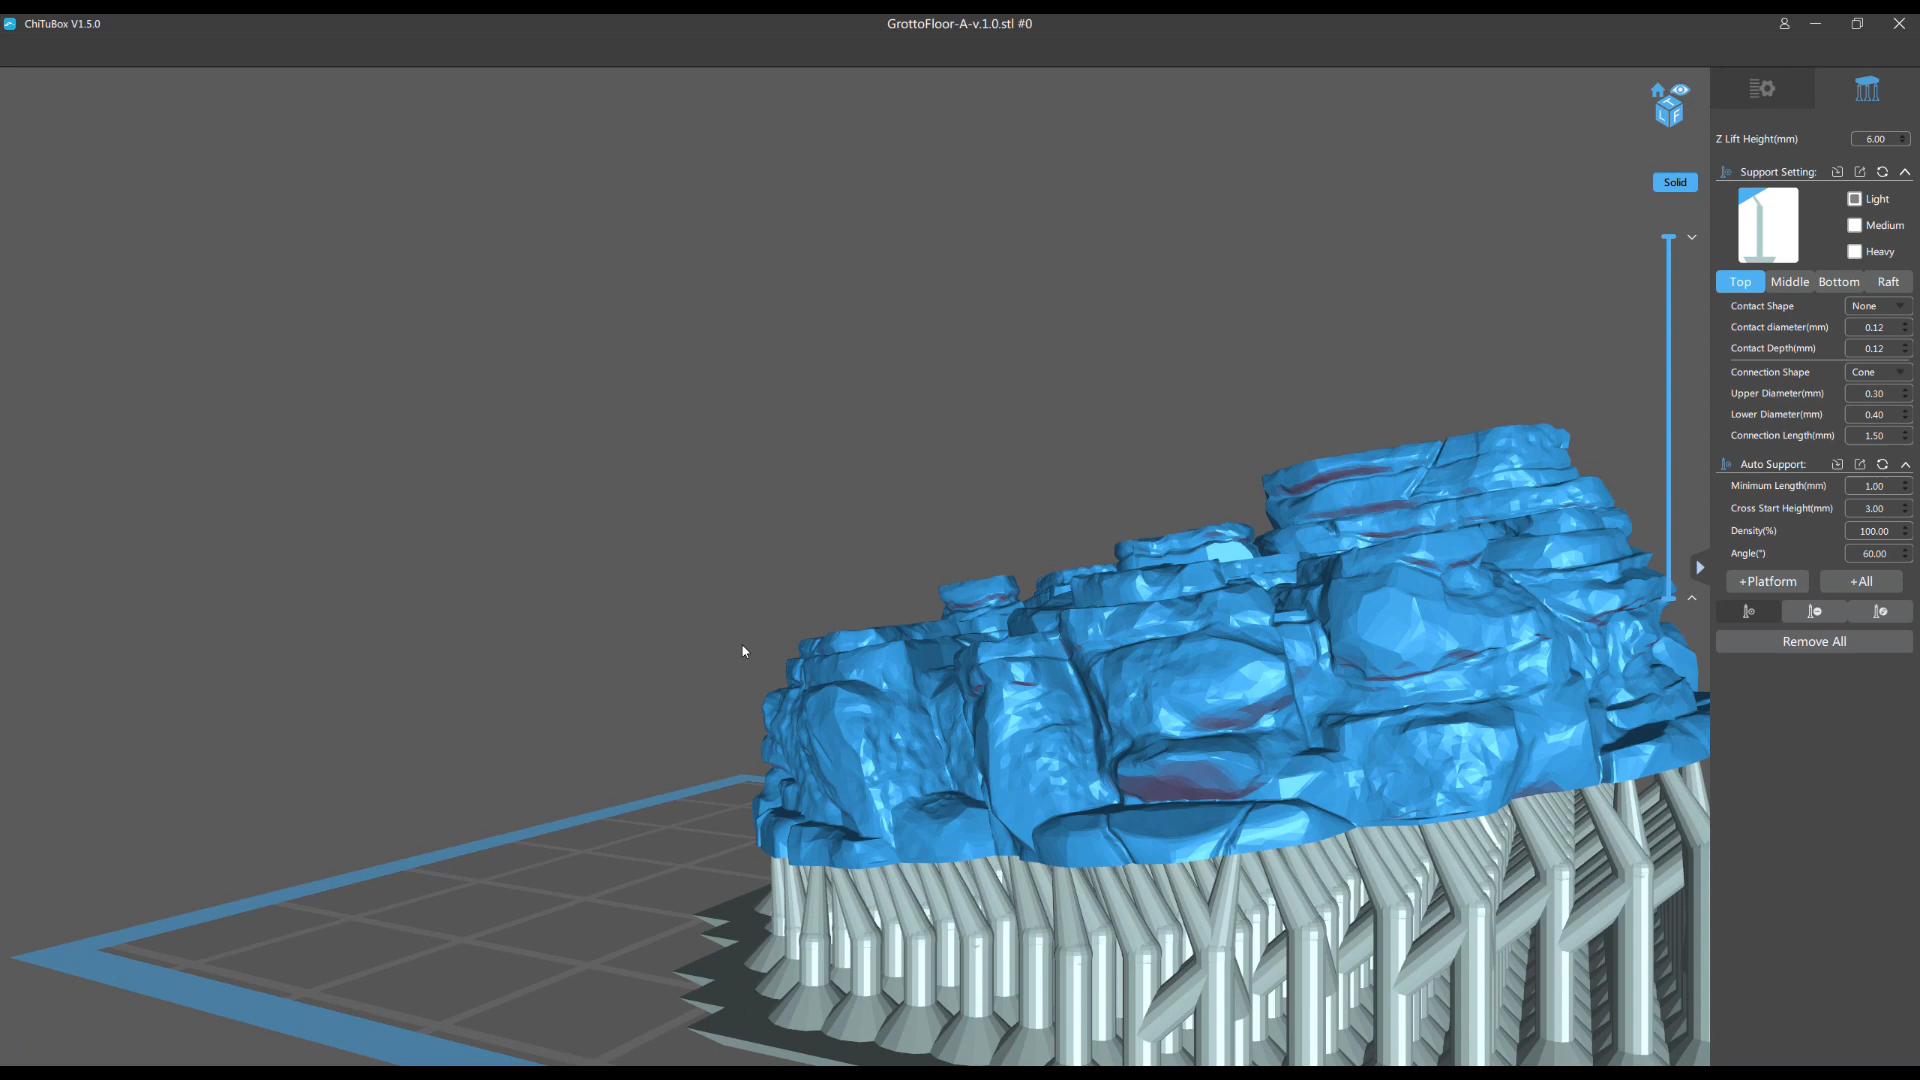 ChiTuBox V1.5.0
GrottoFloor-A-v.1.0.stl #0
T
L F
Z Lift Height(mm) 6.00
Support Setting:
Solid
Light
Medium
Heavy
Top Middle Bottom Raft
Contact Shape None
Contact diameter(mm) 0.12
Contact Depth(mm) 0.12
Connection Shape Cone
Upper Diameter(mm) 0.30
Lower Diameter(mm) 0.40
Connection Length(mm) 1.50
Auto Support:
Minimum Length(mm) 1.00
Cross Start Height(mm) 3.00
Density(%) 100.00
Angle(°) 60.00
+Platform +All
Remove All